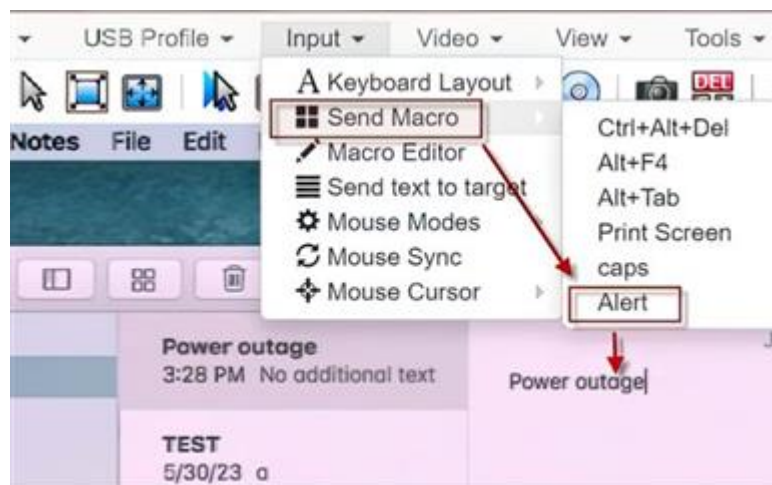 USB Profile Input Video View Tools
DEL
A Keyboard Layout
Send Macro
Macro Editor
Send text to target
Mouse Modes
Mouse Sync
Mouse Cursor
Ctrl+Alt+Del
Alt+F4
Alt+Tab
Print Screen
caps
Alert
Notes File Edit
Power outage
3:28 PM No additional text
TEST
5/30/23 a
Power outage